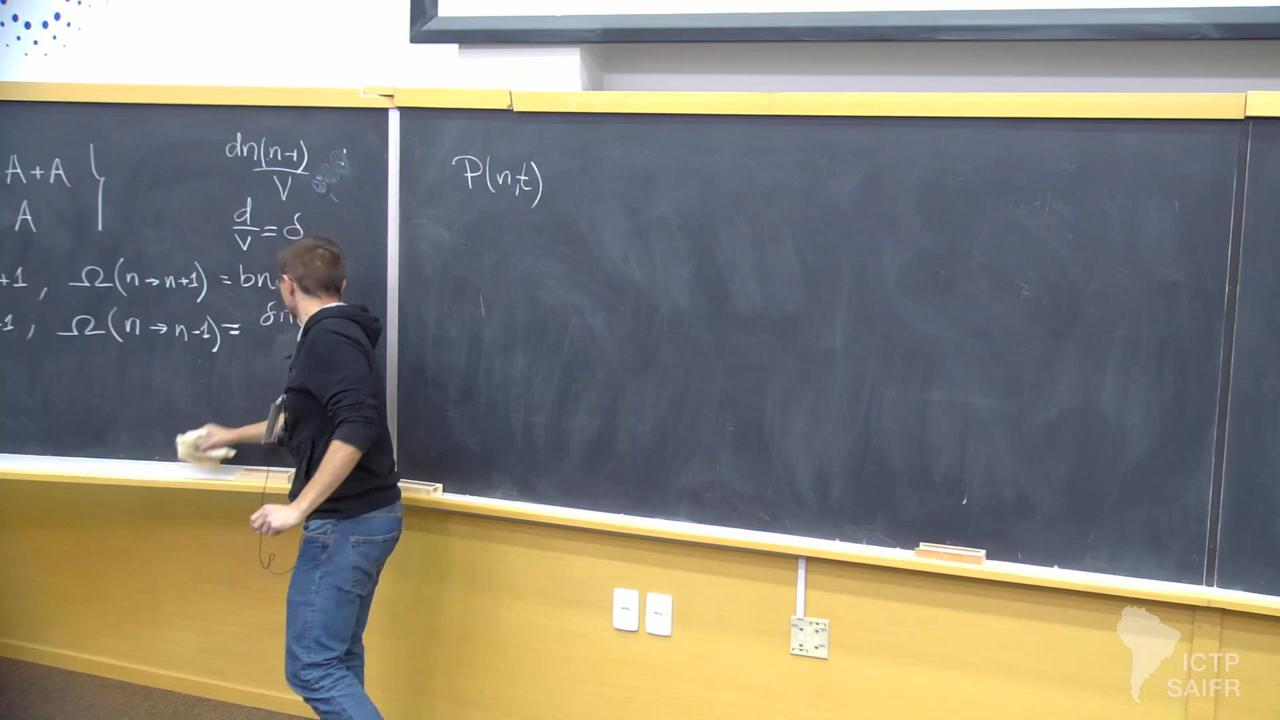 A + A
A
dn(n-1)
V
d/V = δ
+1 , Ω(n→n+1) = bn
-1 , Ω(n→n-1) = δn
P(n,t)
ICTP
SAIFR